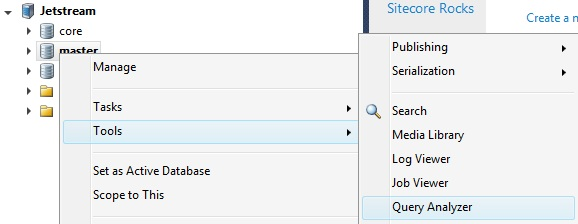 Jetstream
core
master
Manage
Tasks
Tools
Set as Active Database
Scope to This
Sitecore Rocks
Create a n
Publishing
Serialization
Search
Media Library
Log Viewer
Job Viewer
Query Analyzer